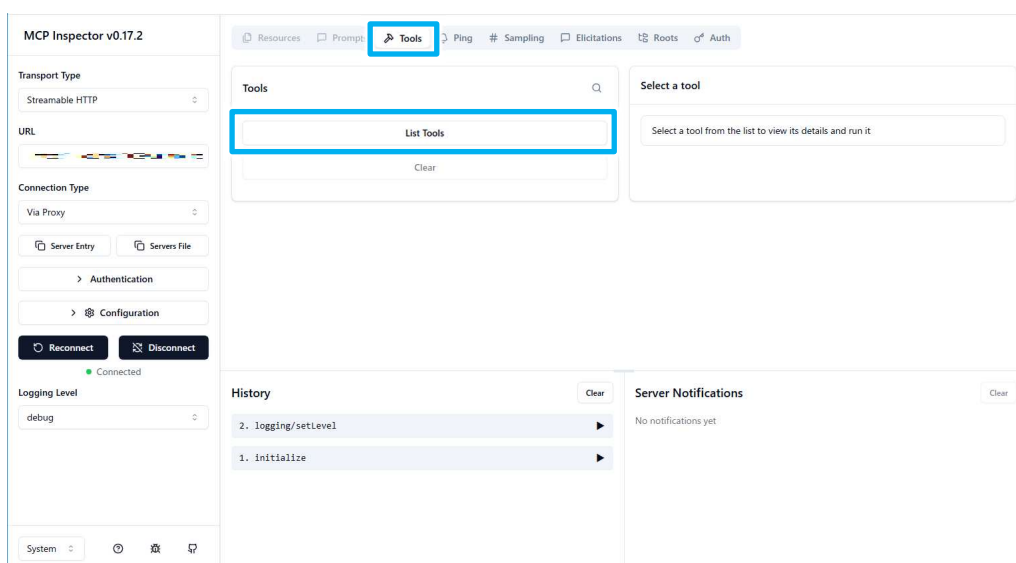 MCP Inspector v0.17.2
Resources Prompts Tools Ping # Sampling Elicitations Roots Auth
Transport Type
Streamable HTTP
URL
Connection Type
Via Proxy
Server Entry Servers File
> Authentication
> Configuration
Reconnect Disconnect
Connected
Logging Level
debug
System
Tools
List Tools
Clear
Select a tool
Select a tool from the list to view its details and run it
History Clear
2. logging/setLevel
1. initialize
Server Notifications Clear
No notifications yet